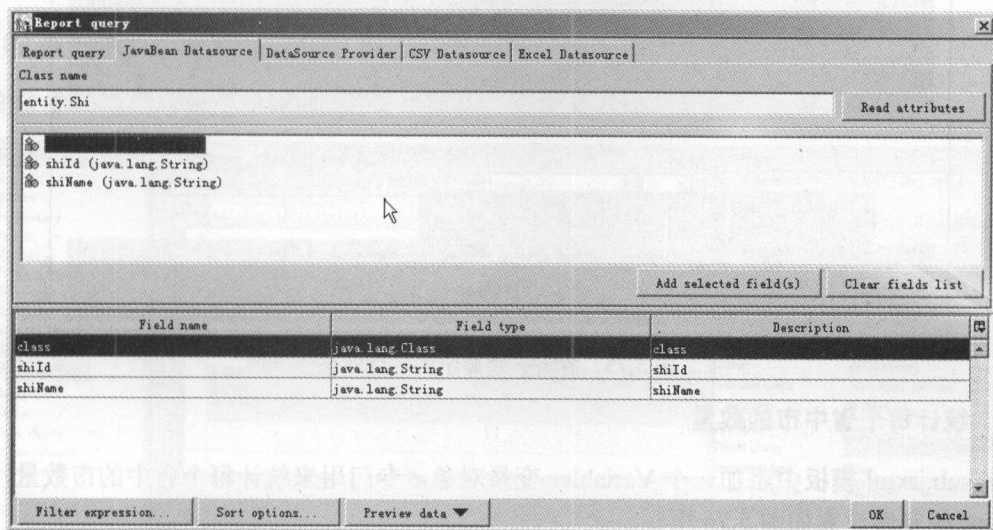 Report query
Report query JavaBean Datasource DataSource Provider CSV Datasource Excel Datasource
Class name
entity.Shi
Read attributes
shiId (java.lang.String)
shiName (java.lang.String)
Add selected field(s) Clear fields list
Field name Field type Description
class java.lang.Class class
shiId java.lang.String shiId
shiName java.lang.String shiName
Filter expression... Sort options... Preview data OK Cancel